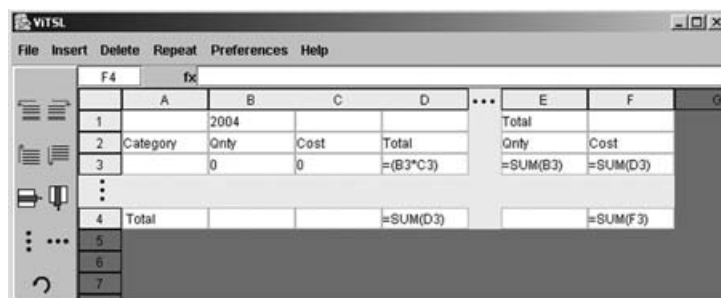 ViTSL
File Insert Delete Repeat Preferences Help
F4 fx
A B C D ••• E F G
1 2004 Total
2 Category Qnty Cost Total Qnty Cost
3 0 0 =(B3*C3) =SUM(B3) =SUM(D3)
4 Total =SUM(D3) =SUM(F3)
5
6
7